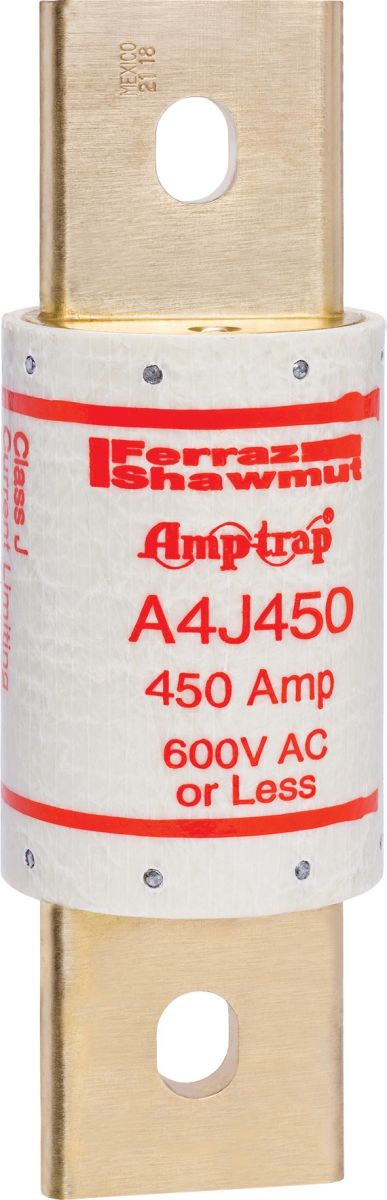 MEXICO
21 18
Ferraz
Shawmut
Amp-trap®
A4J450
450 Amp
600V AC
or Less
Class J
Current Limiting